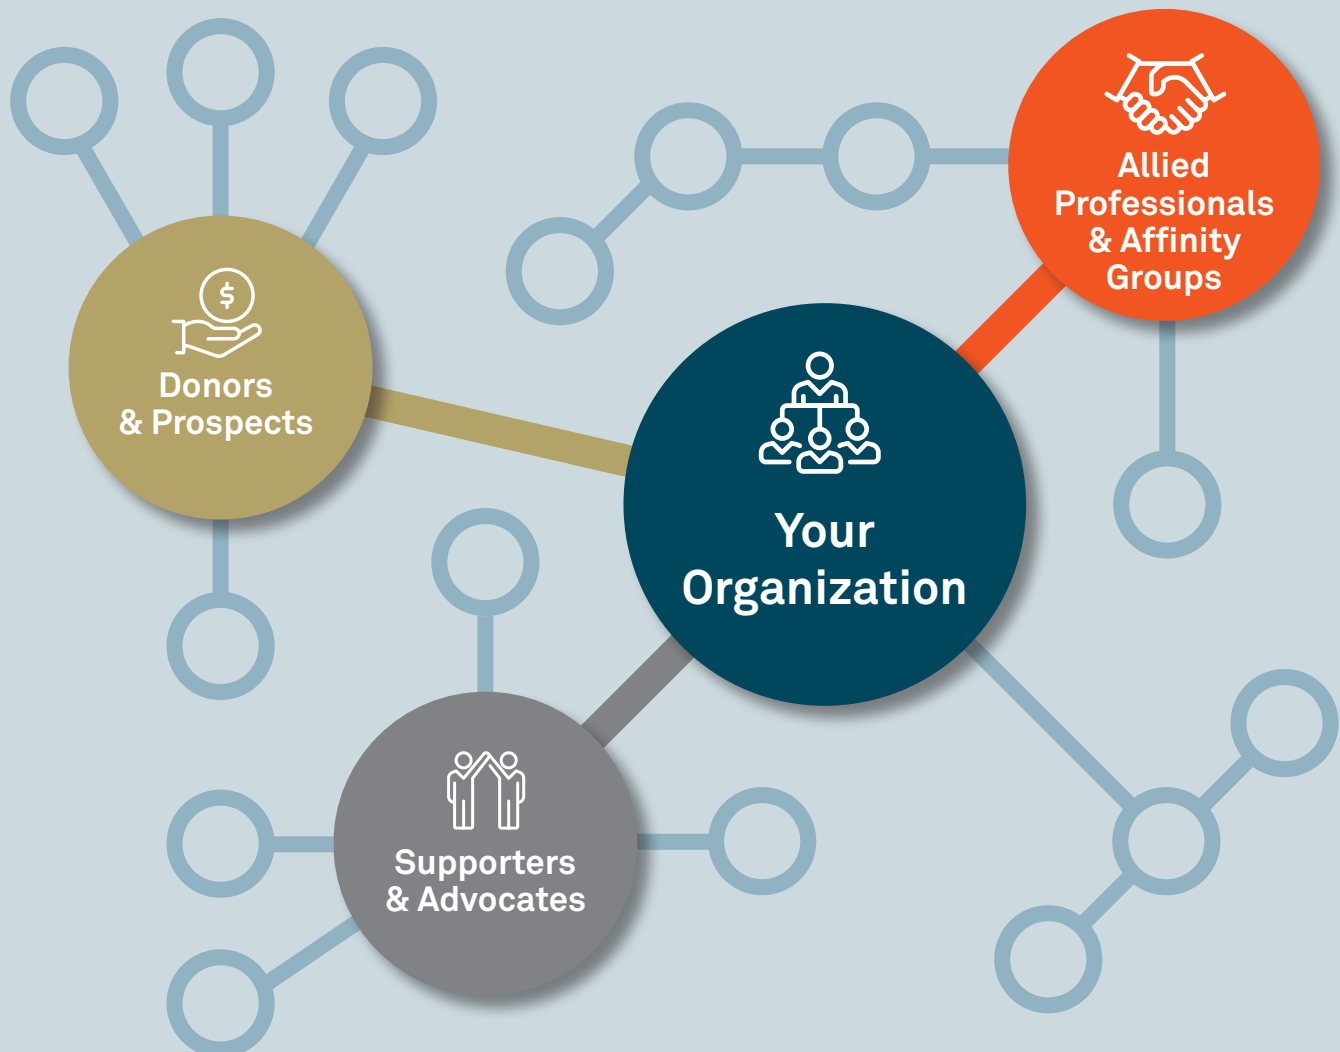 Allied
Professionals
& Affinity
Groups
$
Donors
& Prospects
Your
Organization
Supporters
& Advocates